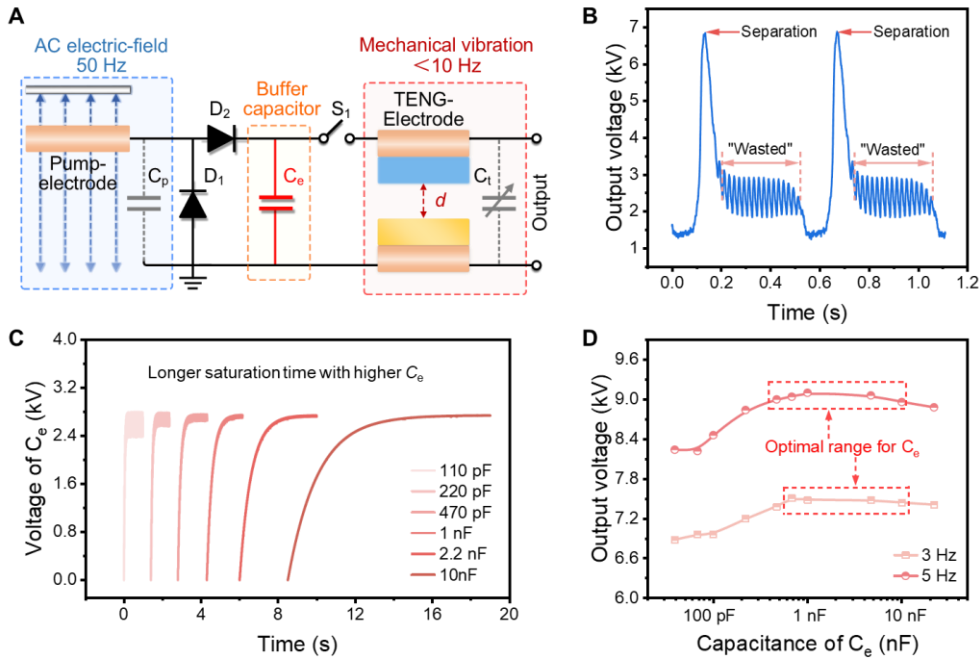 A
AC electric-field
50 Hz
Pump-
electrode
Cp
D1
D2
Buffer
capacitor
Ce
S1
Mechanical vibration
<10 Hz
TENG-
Electrode
d
Ct
Output
B
Output voltage (kV)
7
6
5
4
3
2
1
Separation
Separation
"Wasted"
"Wasted"
0.0 0.2 0.4 0.6 0.8 1.0 1.2
Time (s)
C
Voltage of Ce (kV)
4.0
3.6
2.4
1.2
0.0
Longer saturation time with higher Ce
110 pF
220 pF
470 pF
1 nF
2.2 nF
10nF
0 4 8 12 16 20
Time (s)
D
Output voltage (kV)
9.6
9.0
8.4
7.8
7.2
6.6
6.0
Optimal range for Ce
3 Hz
5 Hz
100 pF 1 nF 10 nF
Capacitance of Ce (nF)